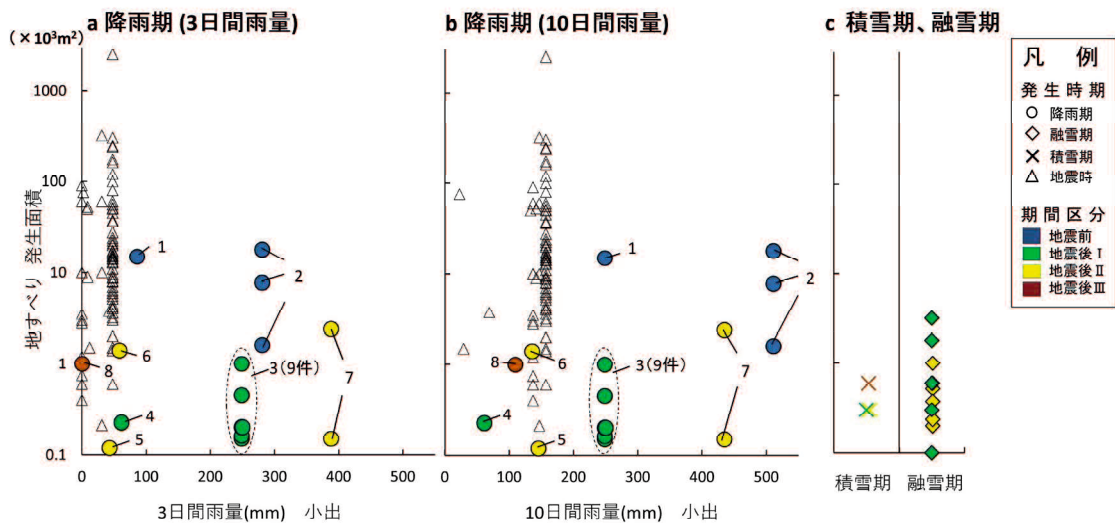 a 降雨期 (3日間雨量)
(×10³m²)
地すべり 発生面積
1000
100
10
1
0.1
0
100
200
300
400
500
3日間雨量(mm) 小出
1
2
3(9件)
4
5
6
7
8
b 降雨期 (10日間雨量)
0
100
200
300
400
500
10日間雨量(mm) 小出
1
2
3(9件)
4
5
6
7
8
c 積雪期、融雪期
積雪期 融雪期
凡 例
発生時期
降雨期
融雪期
積雪期
地震時
期間区分
地震前
地震後Ⅰ
地震後Ⅱ
地震後Ⅲ